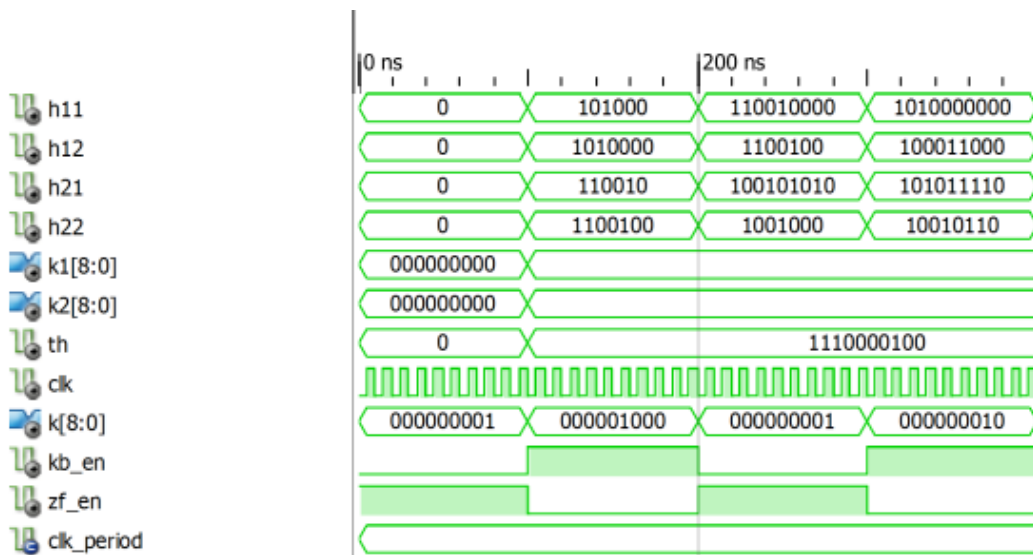 0 ns 200 ns
h11 0 101000 110010000 1010000000
h12 0 1010000 1100100 100011000
h21 0 110010 100101010 101011110
h22 0 1100100 1001000 10010110
k1[8:0] 000000000
k2[8:0] 000000000
th 0 1110000100
clk
k[8:0] 000000001 000001000 000000001 000000010
kb_en
zf_en
clk_period